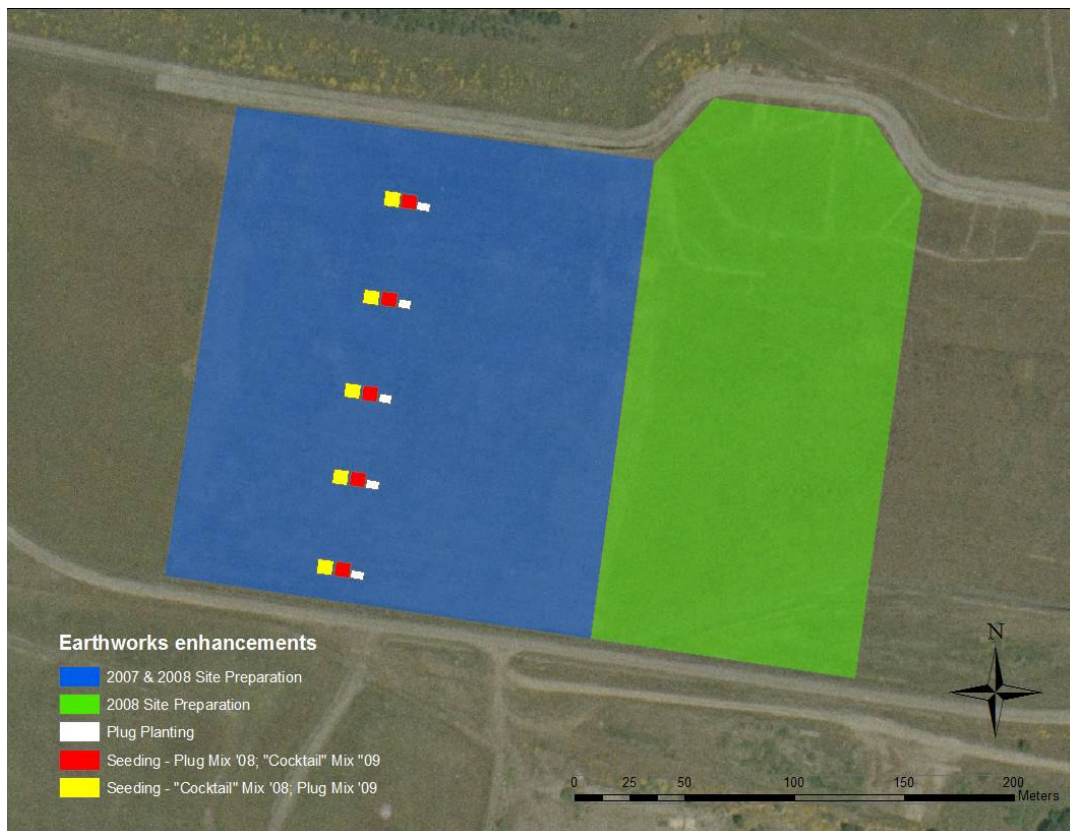 Earthworks enhancements
2007 & 2008 Site Preparation
2008 Site Preparation
Plug Planting
Seeding - Plug Mix '08; "Cocktail" Mix "09
Seeding - "Cocktail" Mix '08; Plug Mix '09
N
0 25 50 100 150 200
Meters